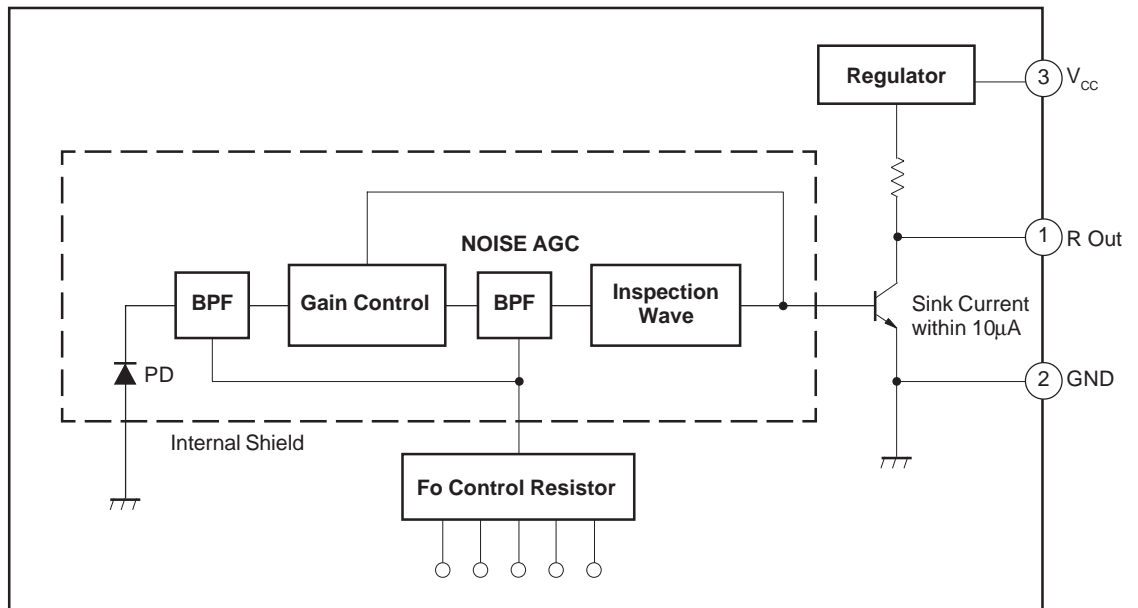 Regulator
3
V_CC
NOISE AGC
1
R Out
BPF
Gain Control
BPF
Inspection
Wave
Sink Current
within 10μA
PD
2
GND
Internal Shield
Fo Control Resistor